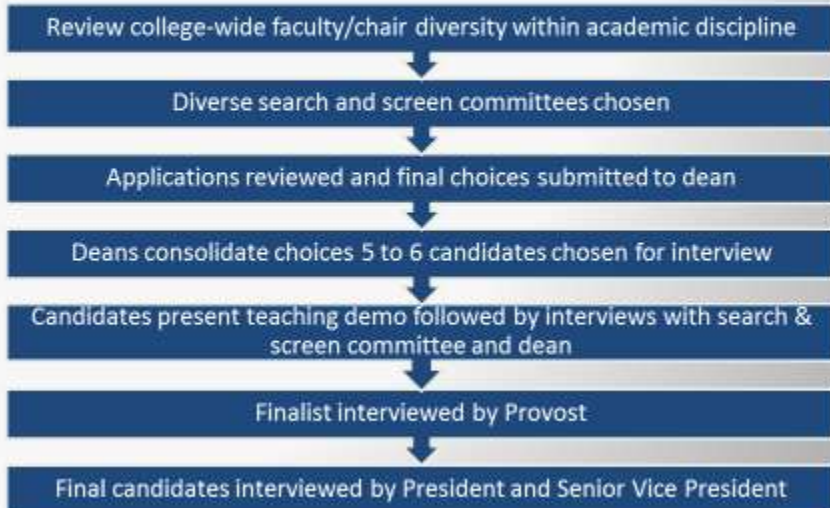 Review college-wide faculty/chair diversity within academic discipline
Diverse search and screen committees chosen
Applications reviewed and final choices submitted to dean
Deans consolidate choices 5 to 6 candidates chosen for interview
Candidates present teaching demo followed by interviews with search &
screen committee and dean
Finalist interviewed by Provost
Final candidates interviewed by President and Senior Vice President